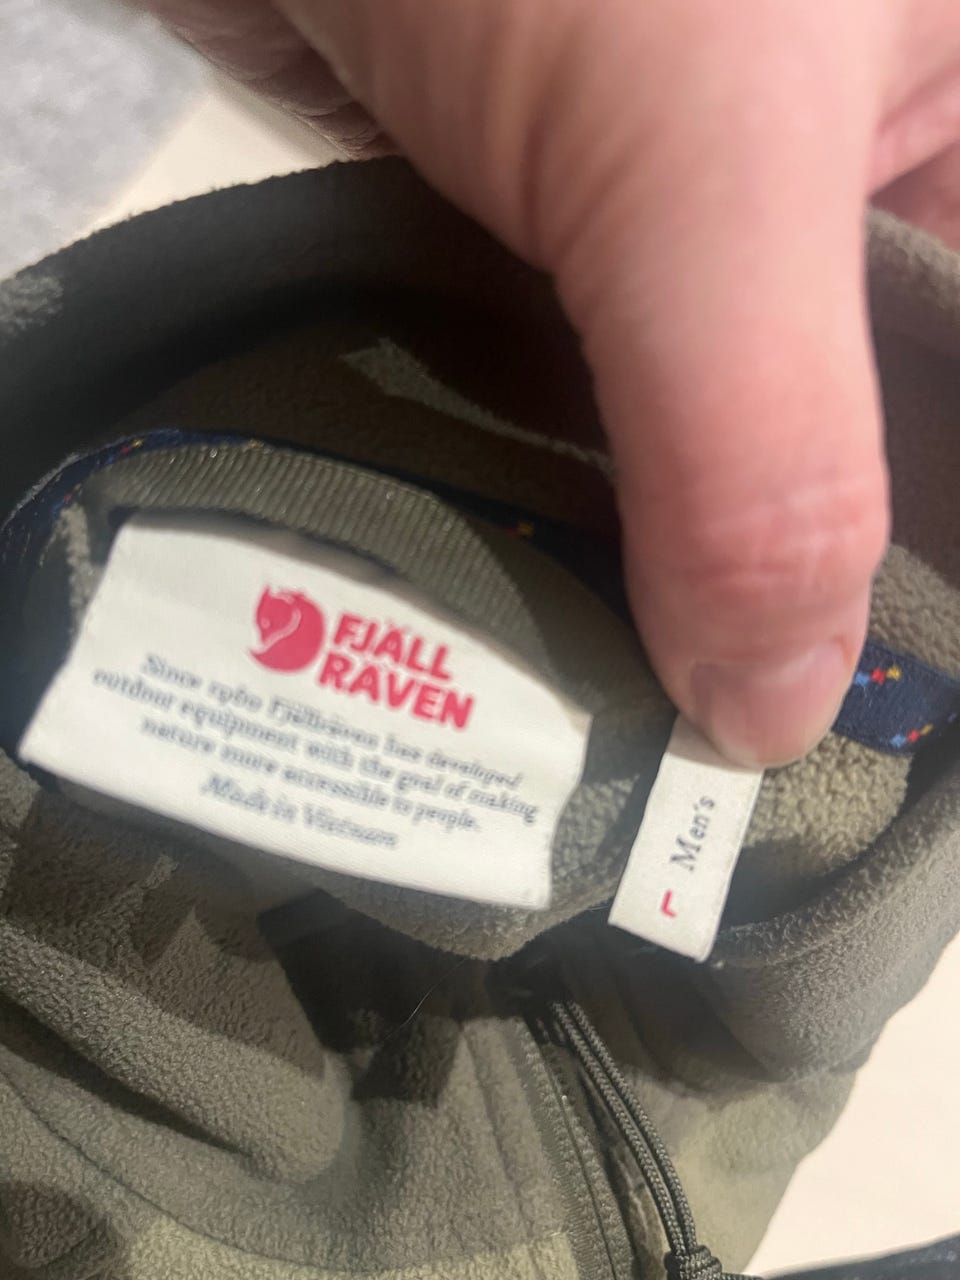 FJÄLL
RAVEN
Since 1960 Fjällräven has developed
outdoor equipment with the goal of making
nature more accessible to people.
Made in Vietnam
Men's
L